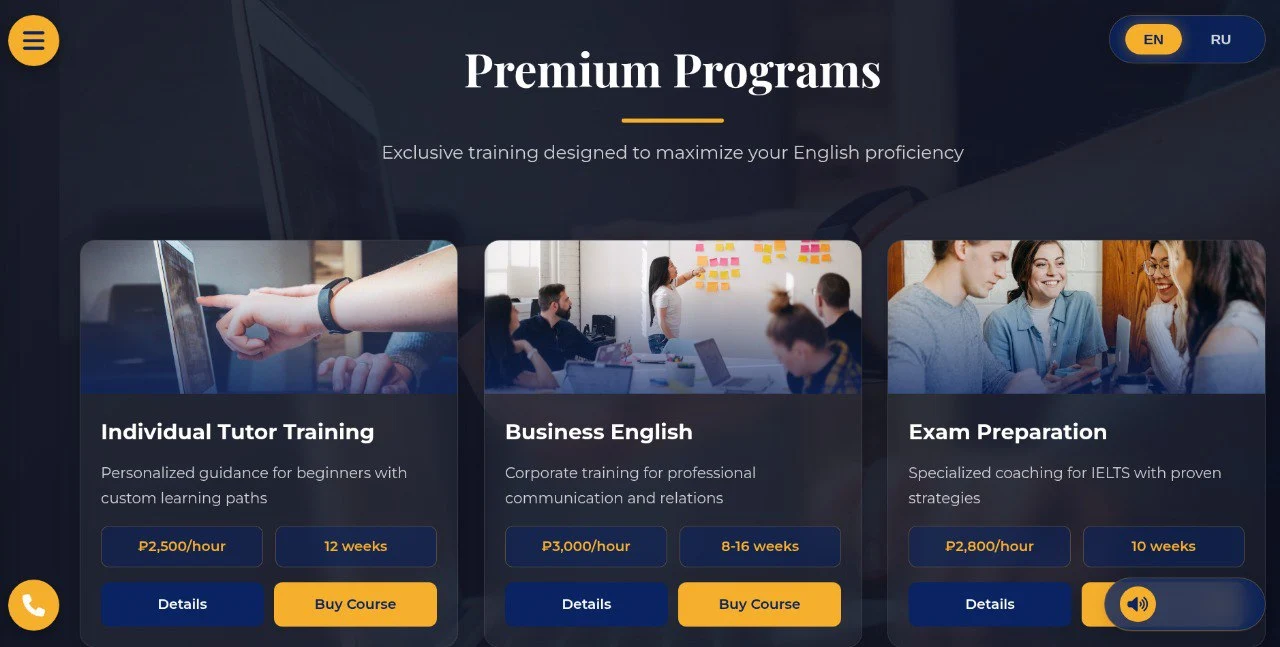 EN RU
Premium Programs
Exclusive training designed to maximize your English proficiency
Individual Tutor Training
Personalized guidance for beginners with
custom learning paths
₽2,500/hour 12 weeks
Details Buy Course
Business English
Corporate training for professional
communication and relations
₽3,000/hour 8-16 weeks
Details Buy Course
Exam Preparation
Specialized coaching for IELTS with proven
strategies
₽2,800/hour 10 weeks
Details